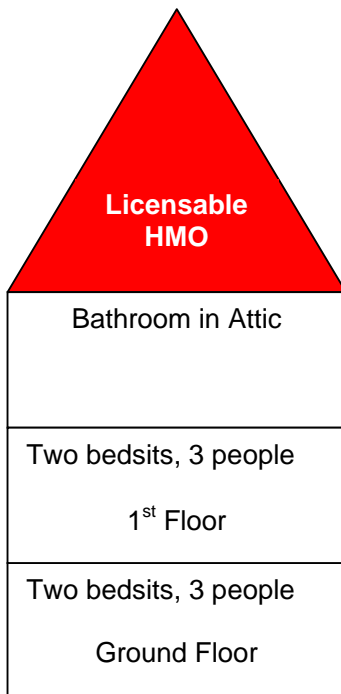 Licensable
HMO
Bathroom in Attic
Two bedsits, 3 people
1st Floor
Two bedsits, 3 people
Ground Floor